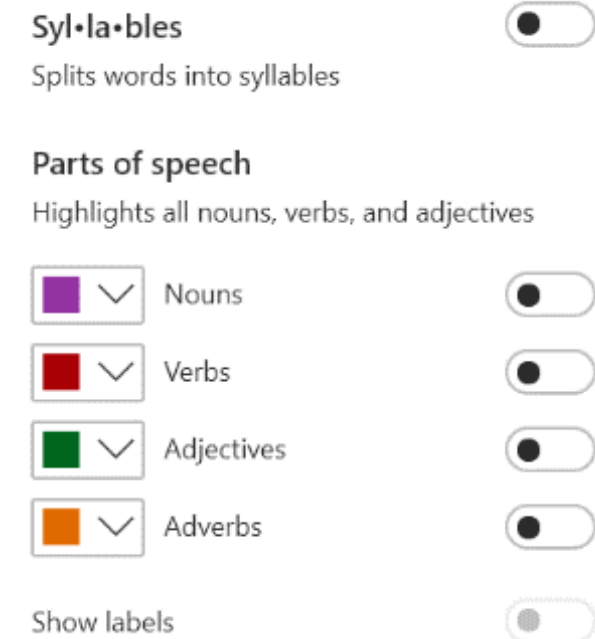 Syl•la•bles
Splits words into syllables
Parts of speech
Highlights all nouns, verbs, and adjectives
Nouns
Verbs
Adjectives
Adverbs
Show labels